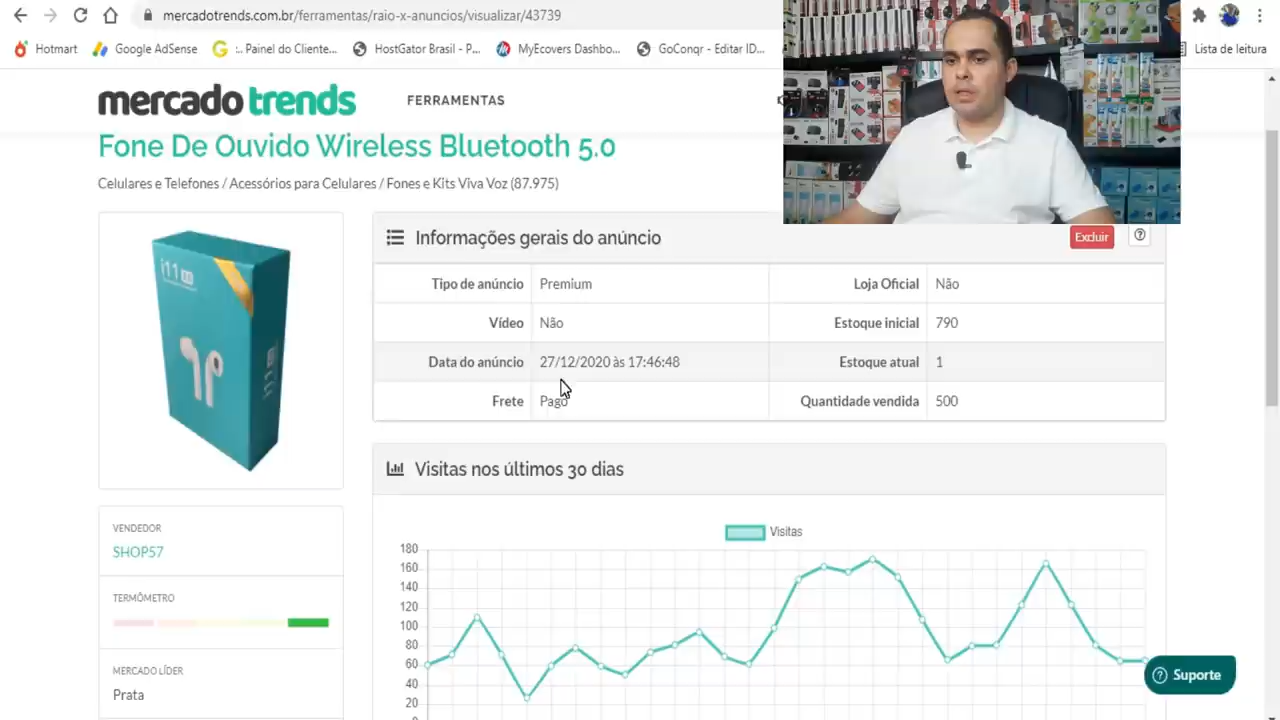 mercadotrends.com.br/ferramentas/raio-x-anuncios/visualizar/43739
Hotmart
Google AdSense
:. Painel do Cliente...
HostGator Brasil - P...
MyEcovers Dashbo...
GoConqr - Editar ID...
Lista de leitura
mercado trends
FERRAMENTAS
Fone De Ouvido Wireless Bluetooth 5.0
Celulares e Telefones / Acessórios para Celulares / Fones e Kits Viva Voz (87.975)
i11
i11
Informações gerais do anúncio
Excluir
Tipo de anúncio Premium Loja Oficial Não
Vídeo Não Estoque inicial 790
Data do anúncio 27/12/2020 às 17:46:48 Estoque atual 1
Frete Pago Quantidade vendida 500
Visitas nos últimos 30 dias
Visitas
180
160
140
120
100
80
60
40
20
VENDEDOR
SHOP57
TERMÔMETRO
MERCADO LÍDER
Prata
Suporte